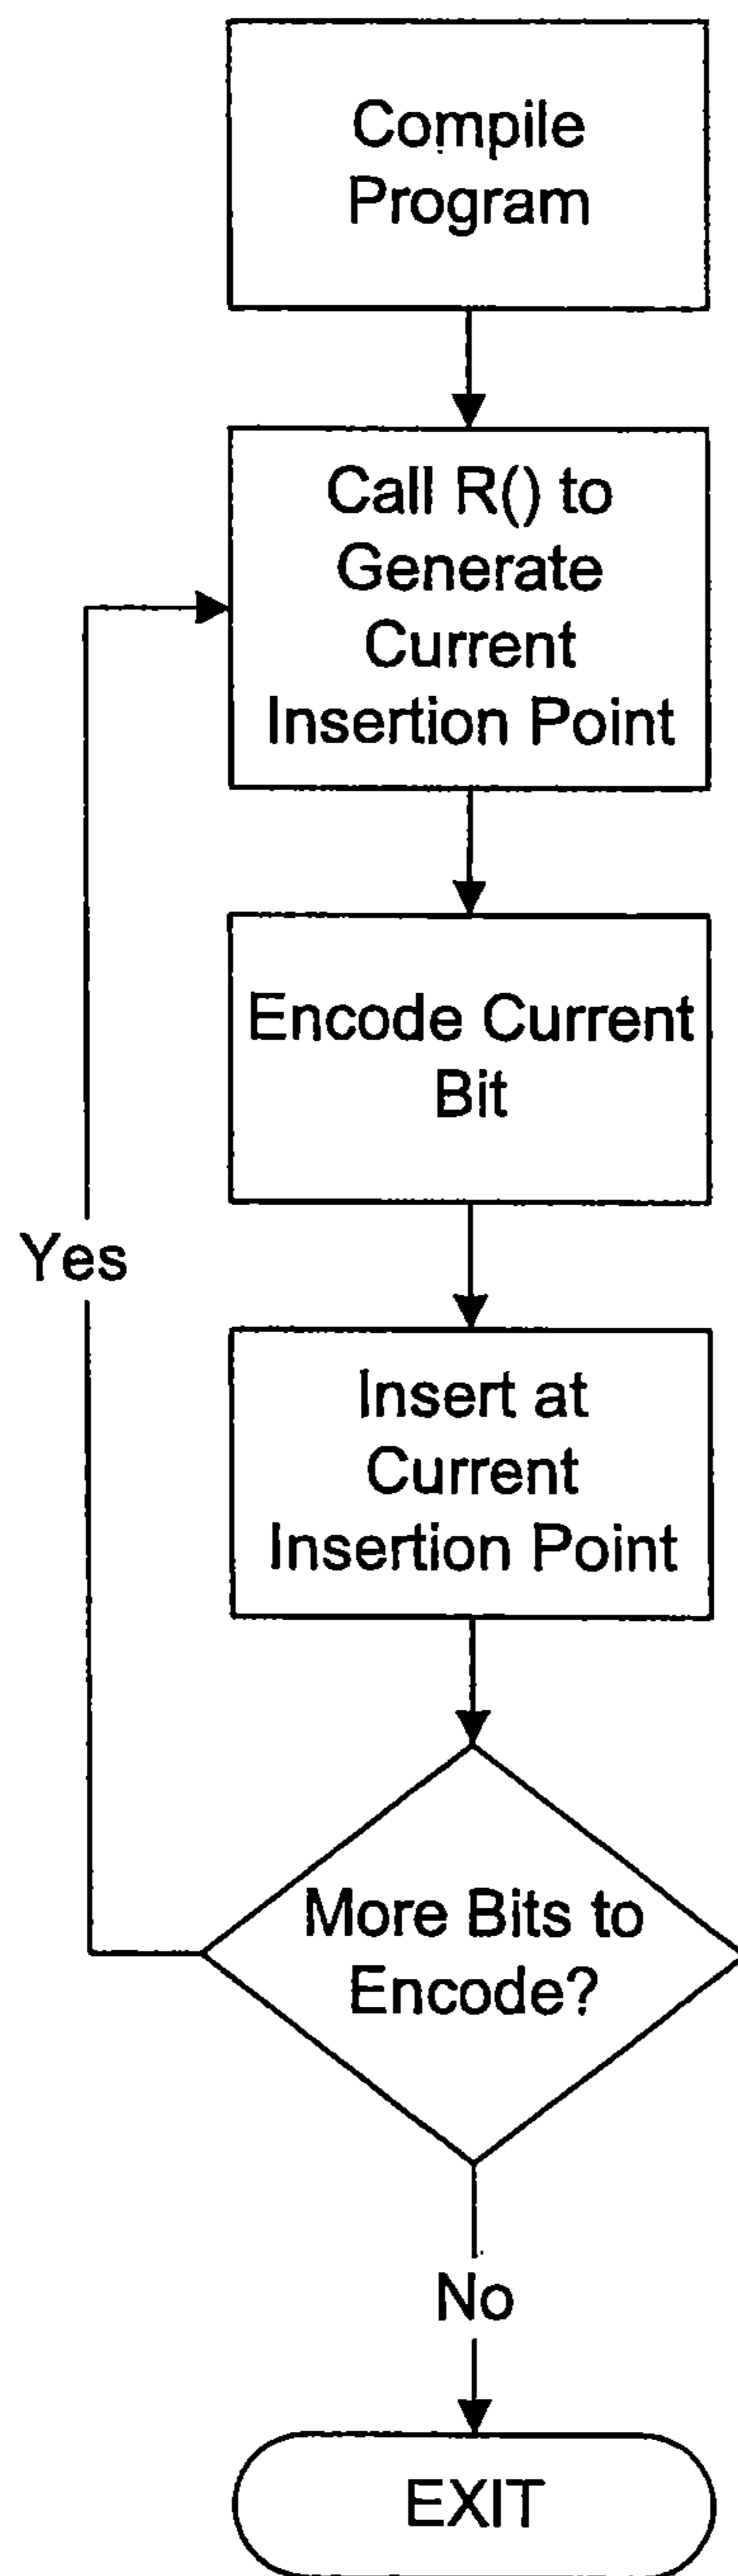 Compile
Program
Call R() to
Generate
Current
Insertion Point
Encode Current
Bit
Yes
Insert at
Current
Insertion Point
More Bits to
Encode?
No
EXIT